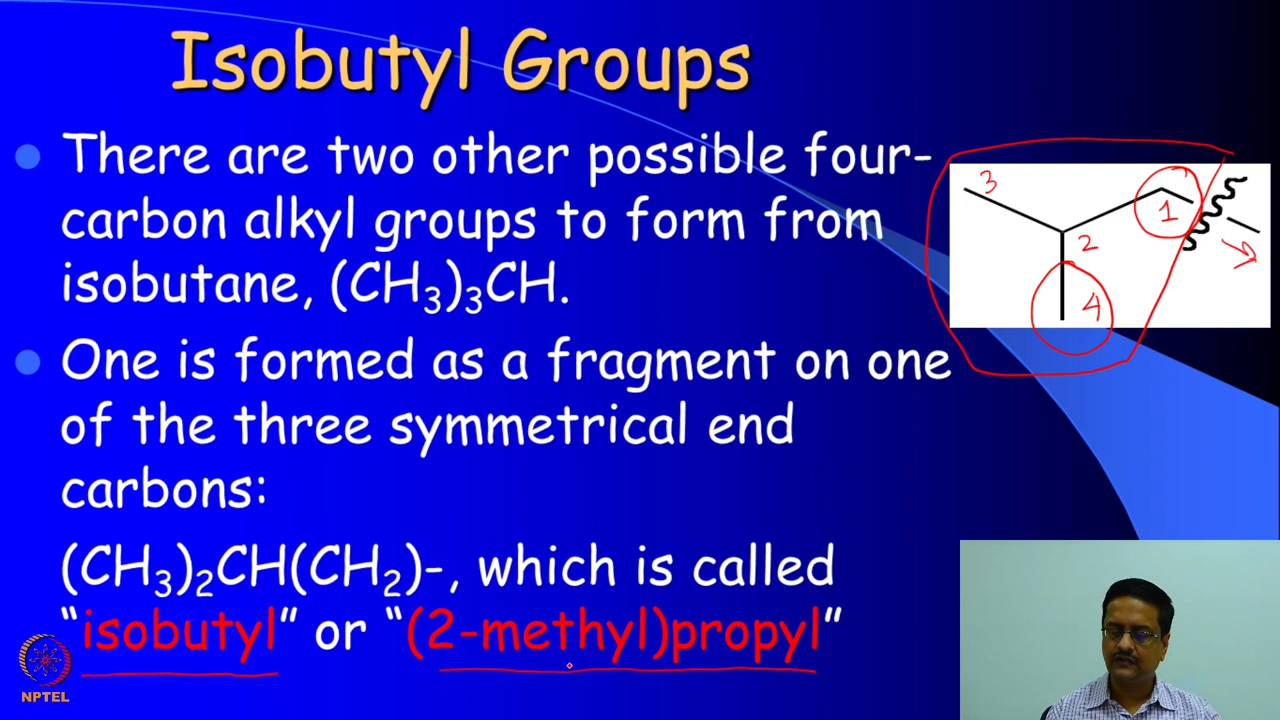 Isobutyl Groups
There are two other possible four-
carbon alkyl groups to form from
isobutane, (CH₃)₃CH.
One is formed as a fragment on one
of the three symmetrical end
carbons:
(CH₃)₂CH(CH₂)-, which is called
“isobutyl” or “(2-methyl)propyl”
3
1
2
4
NPTEL